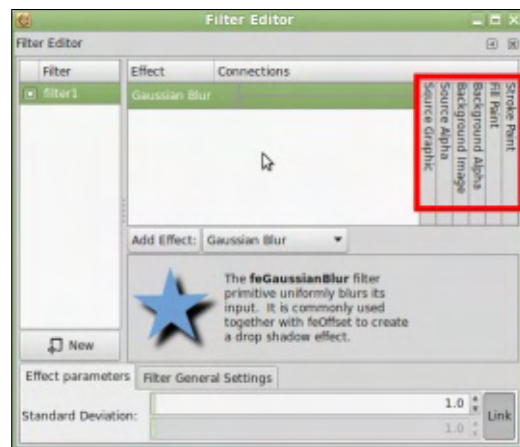 Filter Editor
Filter Editor
Filter
Effect
Connections
filter1
Gaussian Blur
Source Graphic
Source Alpha
Background Image
Background Alpha
Fill Paint
Stroke Paint
Add Effect:
Gaussian Blur
The feGaussianBlur filter
primitive uniformly blurs its
input. It is commonly used
together with feOffset to create
a drop shadow effect.
New
Effect parameters
Filter General Settings
Standard Deviation:
1.0
1.0
Link